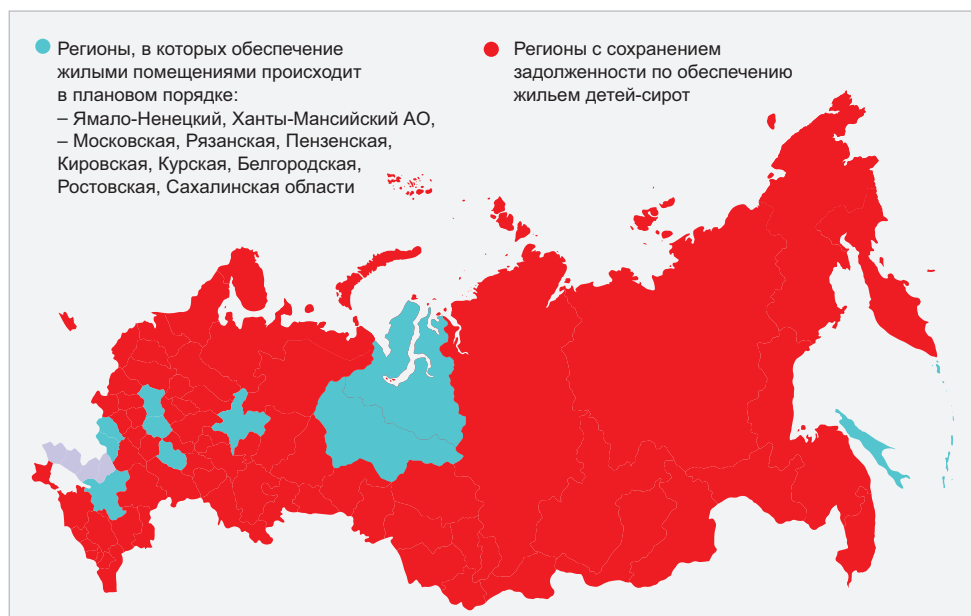 Регионы, в которых обеспечение
жилыми помещениями происходит
в плановом порядке:
– Ямало-Ненецкий, Ханты-Мансийский АО,
– Московская, Рязанская, Пензенская,
Кировская, Курская, Белгородская,
Ростовская, Сахалинская области
Регионы с сохранением
задолженности по обеспечению
жильем детей-сирот